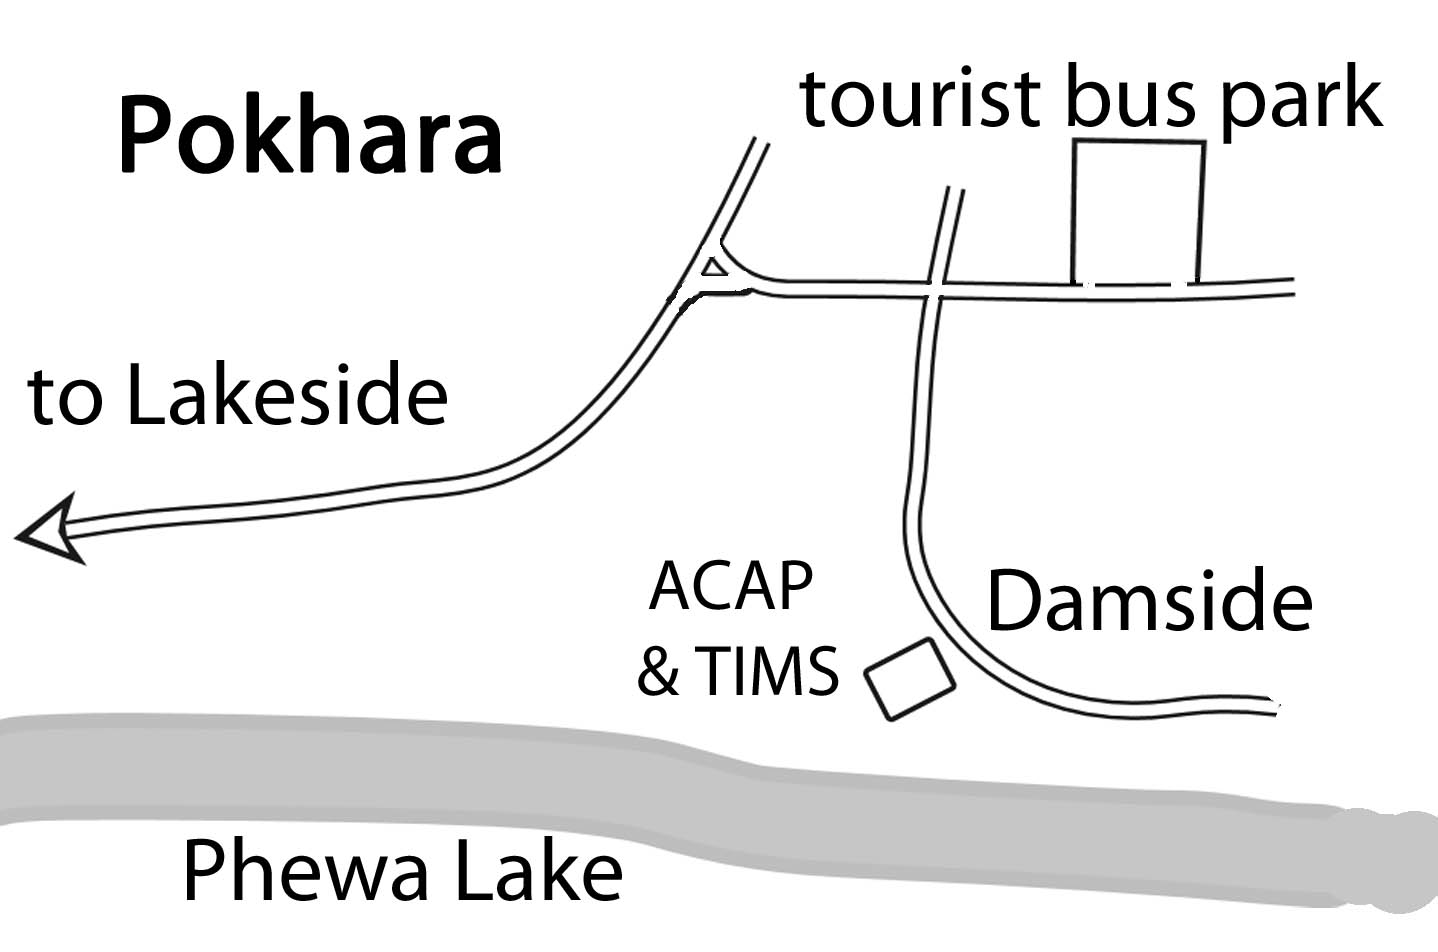 Pokhara
tourist bus park
to Lakeside
ACAP
& TIMS
Damside
Phewa Lake